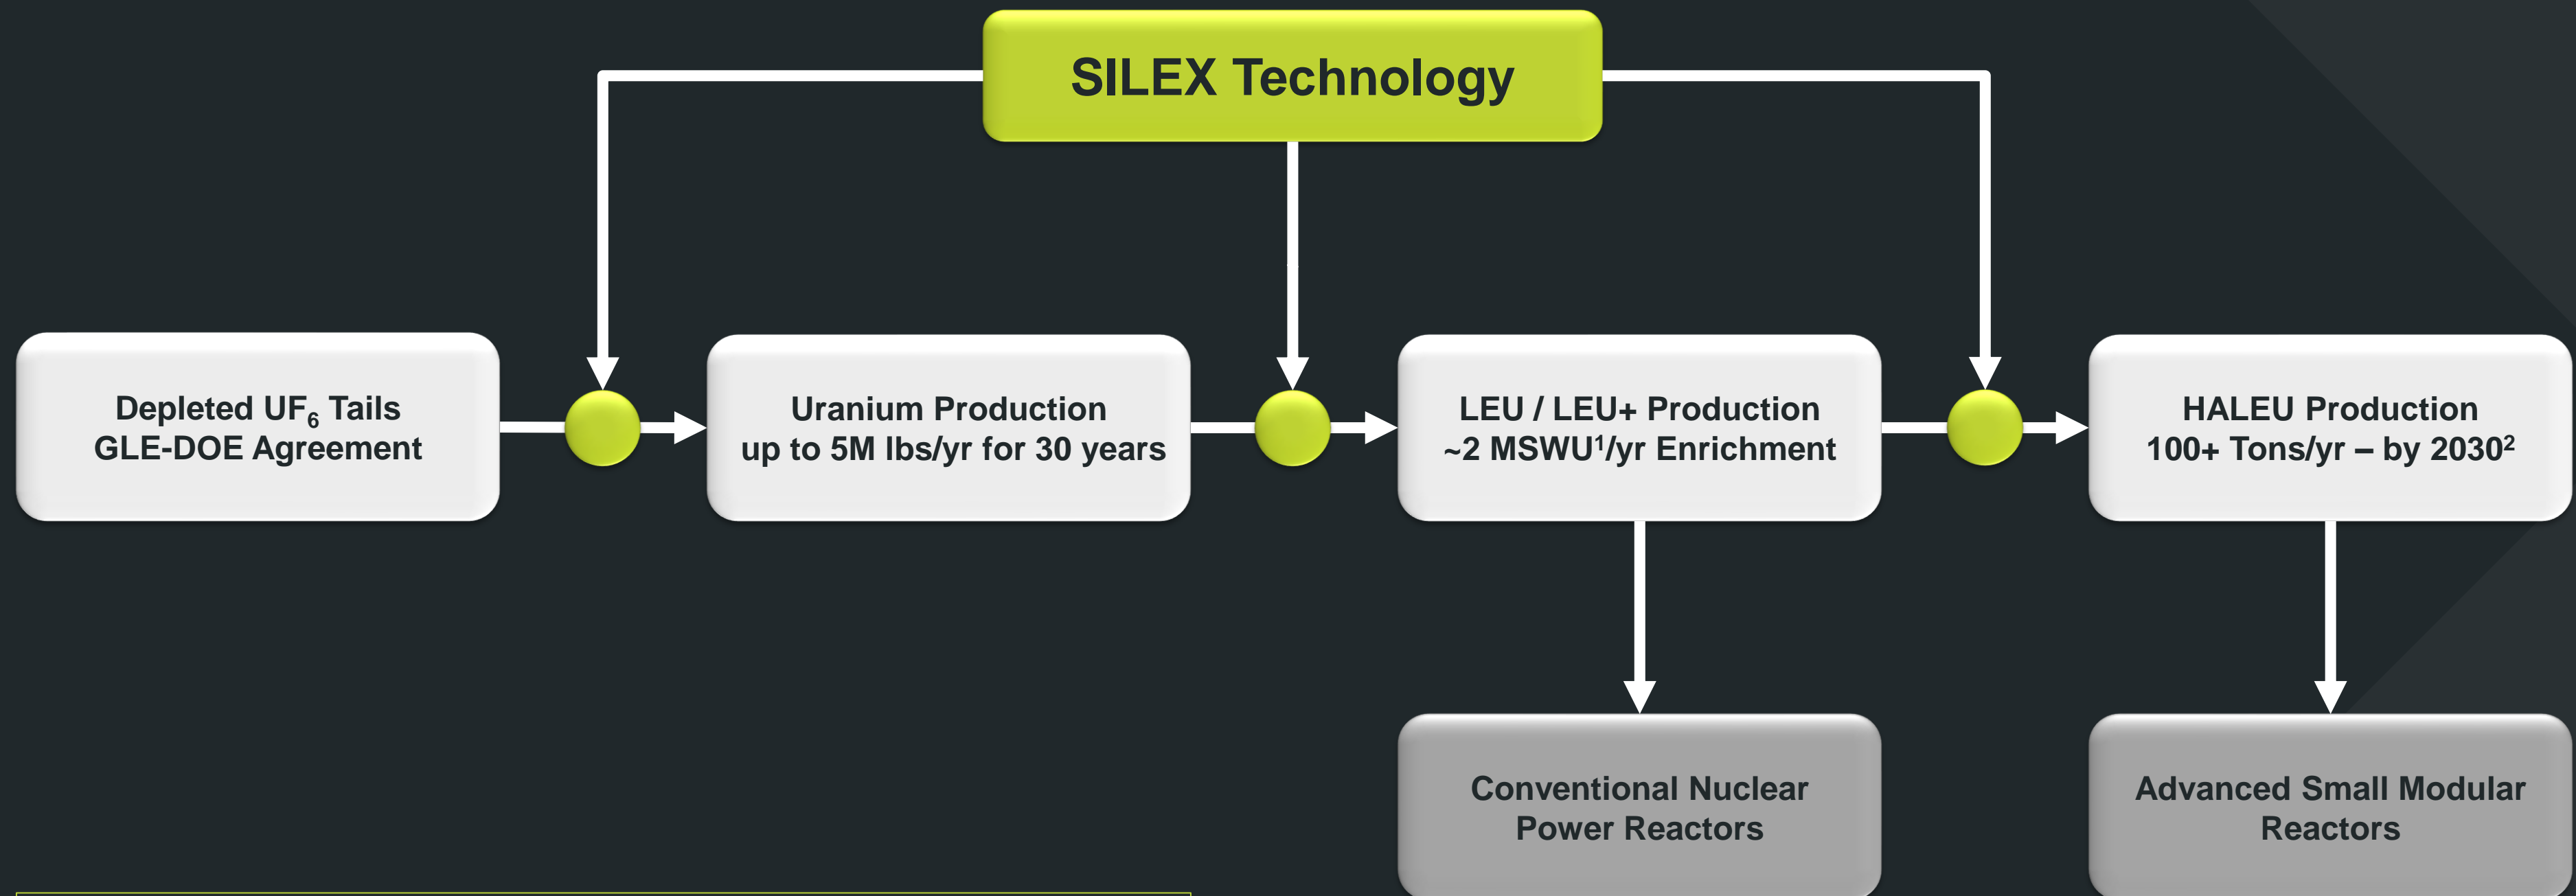 SILEX Technology
Depleted UF₆ Tails
GLE-DOE Agreement
Uranium Production
up to 5M lbs/yr for 30 years
LEU / LEU+ Production
~2 MSWU¹/yr Enrichment
HALEU Production
100+ Tons/yr – by 2030²
Conventional Nuclear
Power Reactors
Advanced Small Modular
Reactors